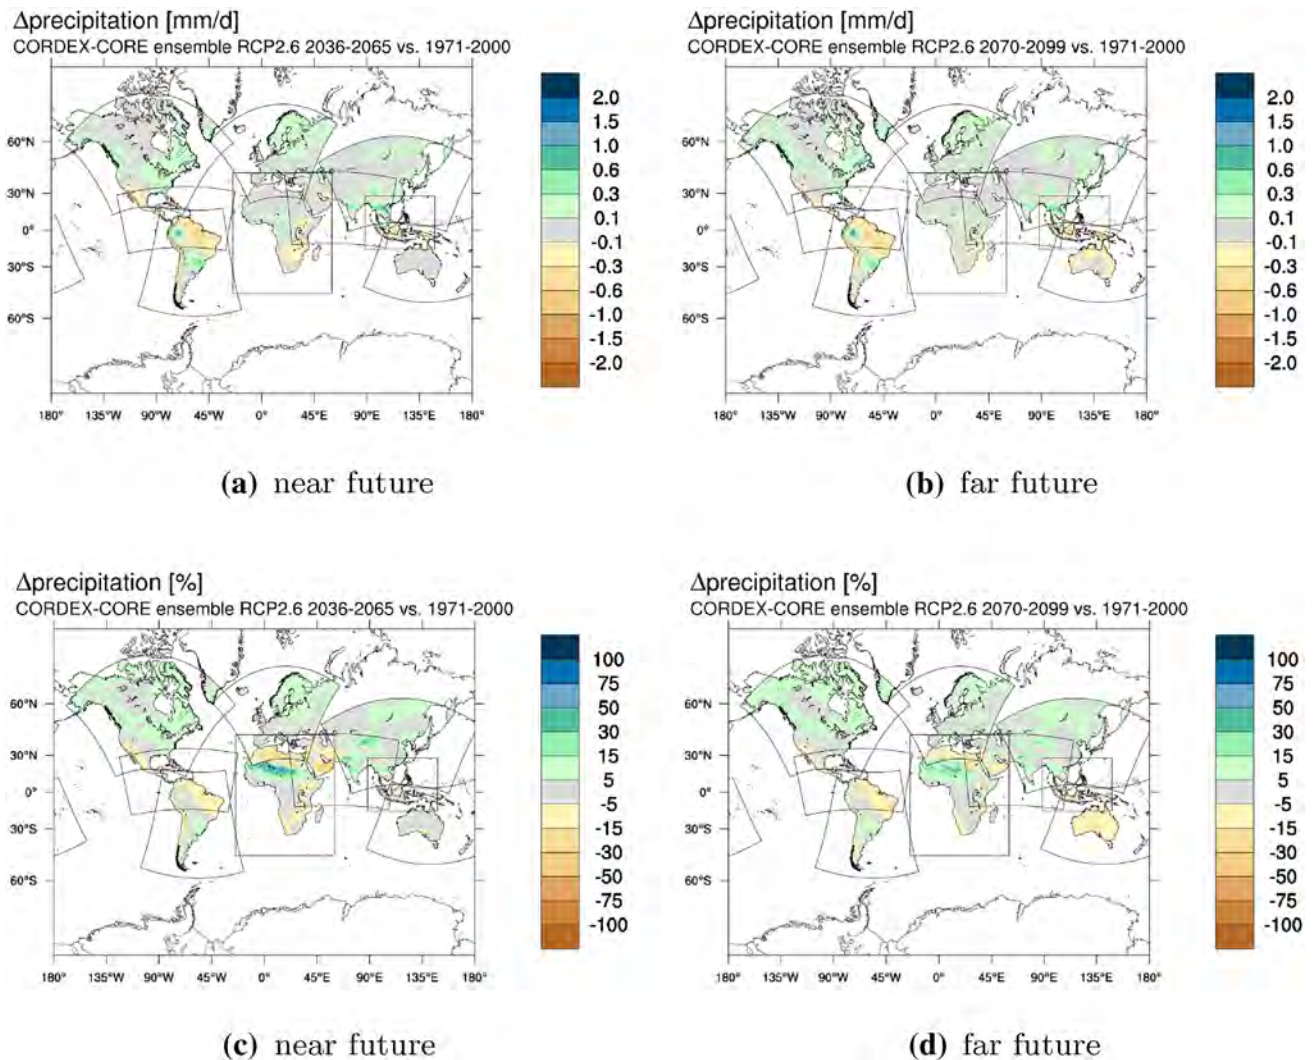 Δprecipitation [mm/d]
CORDEX-CORE ensemble RCP2.6 2036-2065 vs. 1971-2000
2.0
1.5
1.0
0.6
0.3
0.1
-0.1
-0.3
-0.6
-1.0
-1.5
-2.0
60°N
30°N
0°
30°S
60°S
180° 135°W 90°W 45°W 0° 45°E 90°E 135°E 180°
(a) near future
Δprecipitation [mm/d]
CORDEX-CORE ensemble RCP2.6 2070-2099 vs. 1971-2000
2.0
1.5
1.0
0.6
0.3
0.1
-0.1
-0.3
-0.6
-1.0
-1.5
-2.0
60°N
30°N
0°
30°S
60°S
180° 135°W 90°W 45°W 0° 45°E 90°E 135°E 180°
(b) far future
Δprecipitation [%]
CORDEX-CORE ensemble RCP2.6 2036-2065 vs. 1971-2000
100
75
50
30
15
5
-5
-15
-30
-50
-75
-100
60°N
30°N
0°
30°S
60°S
180° 135°W 90°W 45°W 0° 45°E 90°E 135°E 180°
(c) near future
Δprecipitation [%]
CORDEX-CORE ensemble RCP2.6 2070-2099 vs. 1971-2000
100
75
50
30
15
5
-5
-15
-30
-50
-75
-100
60°N
30°N
0°
30°S
60°S
180° 135°W 90°W 45°W 0° 45°E 90°E 135°E 180°
(d) far future